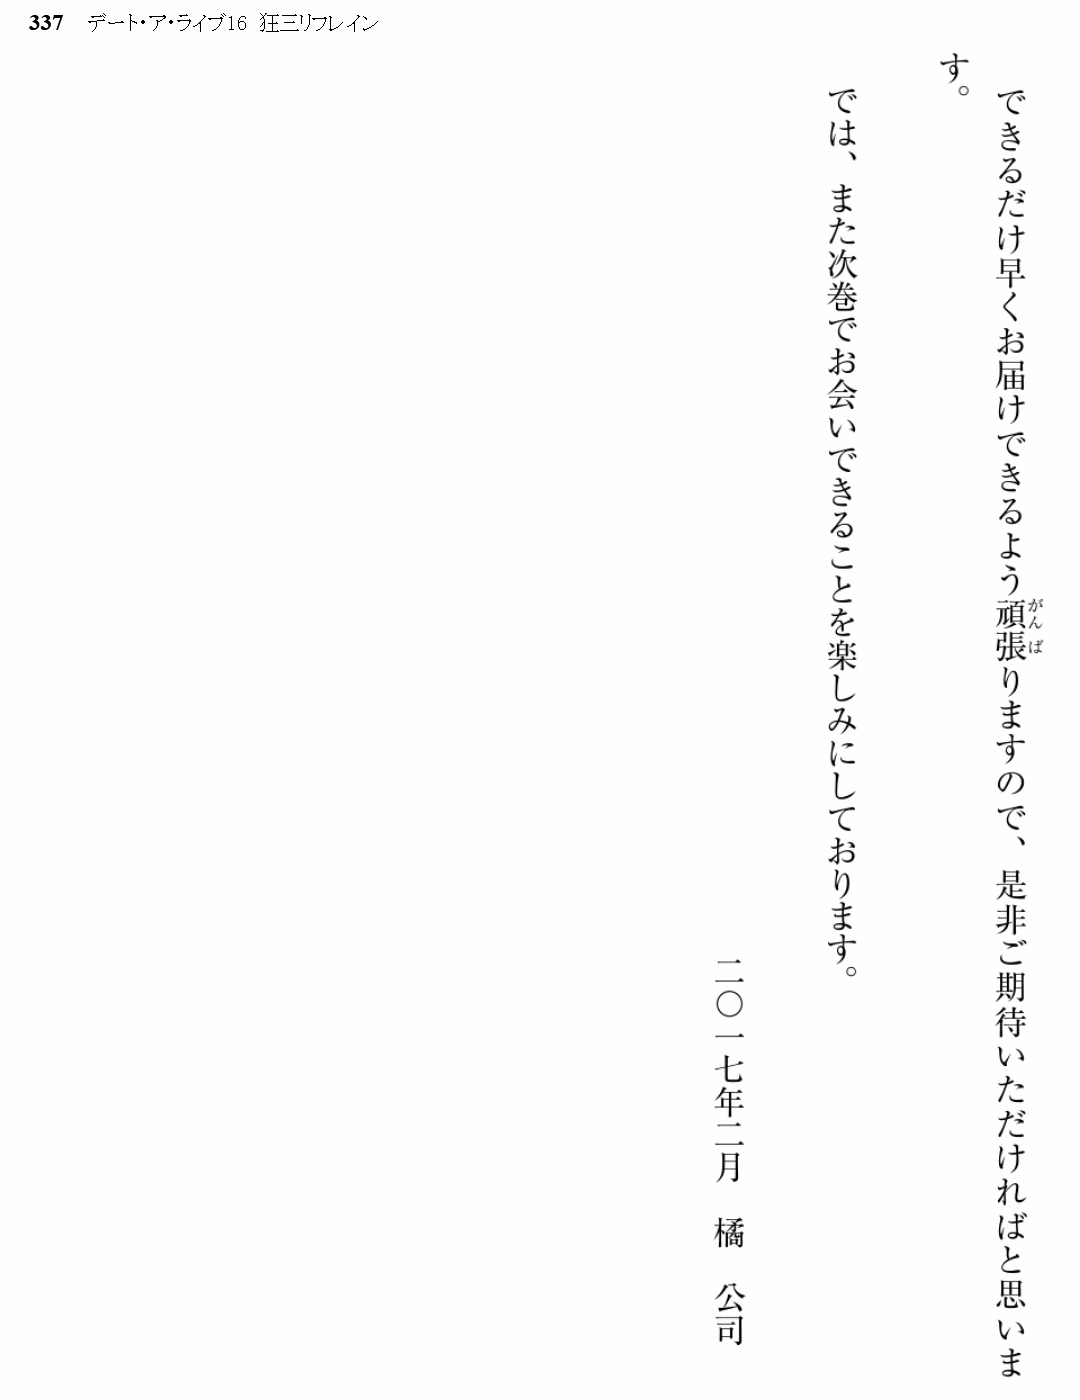 337 デート・ア・ライブ16 狂三リフレイン
できるだけ早くお届けできるよう頑張りますので、是非ご期待いただければと思いま
がんば
す。
では、また次巻でお会いできることを楽しみにしております。
二〇一七年二月 橘 公司